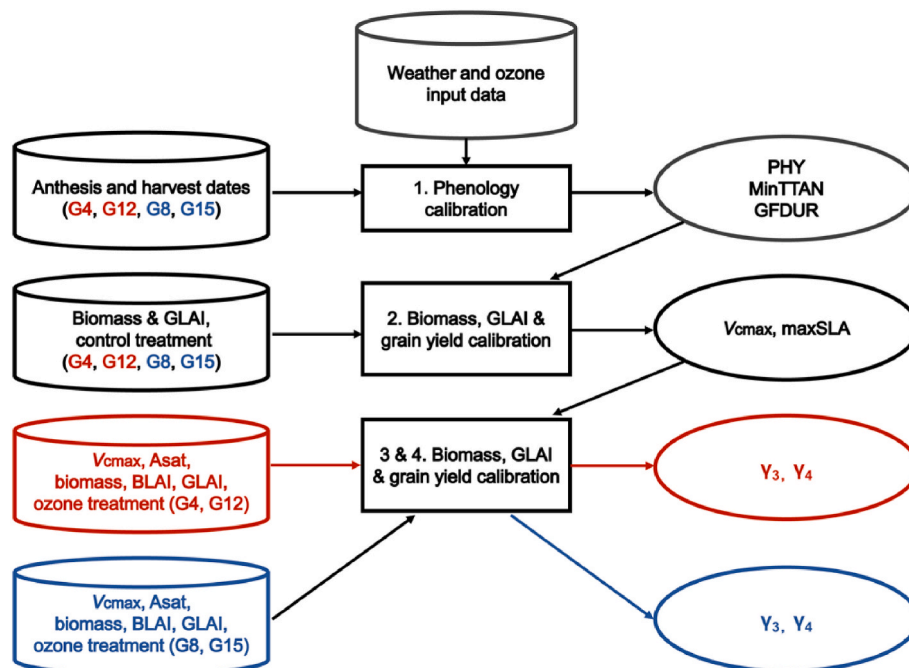 Weather and ozone
input data
Anthesis and harvest dates
(G4, G12, G8, G15)
1. Phenology
calibration
PHY
MinTTAN
GFDUR
Biomass & GLAI,
control treatment
(G4, G12, G8, G15)
2. Biomass, GLAI &
grain yield calibration
Vcmax, maxSLA
Vcmax, Asat,
biomass, BLAI, GLAI,
ozone treatment (G4, G12)
3 & 4. Biomass, GLAI
& grain yield calibration
γ₃, γ₄
Vcmax, Asat,
biomass, BLAI, GLAI,
ozone treatment (G8, G15)
γ₃, γ₄